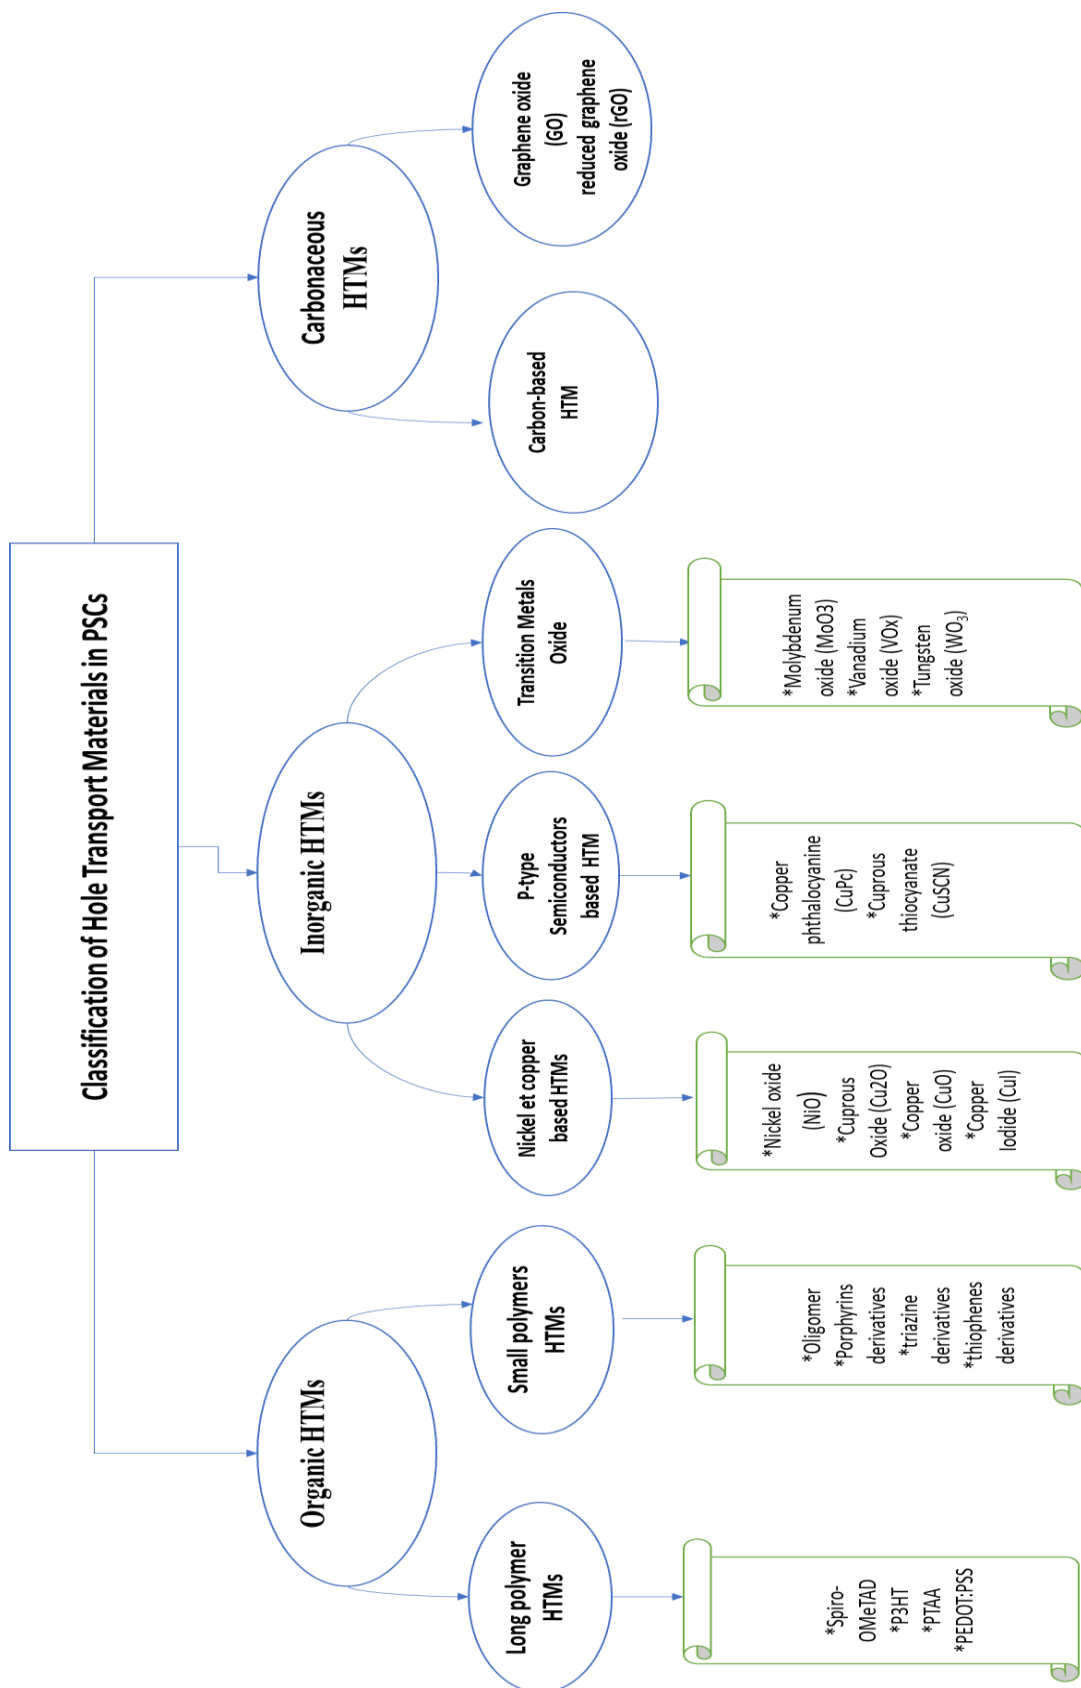 Classification of Hole Transport Materials in PSCs
Organic HTMs
Inorganic HTMs
Carbonaceous
HTMs
Long polymer
HTMs
Small polymers
HTMs
Nickel et copper
based HTMs
P-type
Semiconductors
based HTM
Transition Metals
Oxide
Carbon-based
HTM
Graphene oxide
(GO)
reduced graphene
oxide (rGO)
*Spiro-
OMeTAD
*P3HT
*PTAA
*PEDOT:PSS
*Oligomer
*Porphyrins
derivatives
*triazine
derivatives
*thiophenes
derivatives
*Nickel oxide
(NiO)
*Cuprous
Oxide (Cu2O)
*Copper
oxide (CuO)
*Copper
Iodide (CuI)
*Copper
phthalocyanine
(CuPc)
*Cuprous
thiocyanate
(CuSCN)
*Molybdenum
oxide (MoO3)
*Vanadium
oxide (VOx)
*Tungsten
oxide (WO₃)